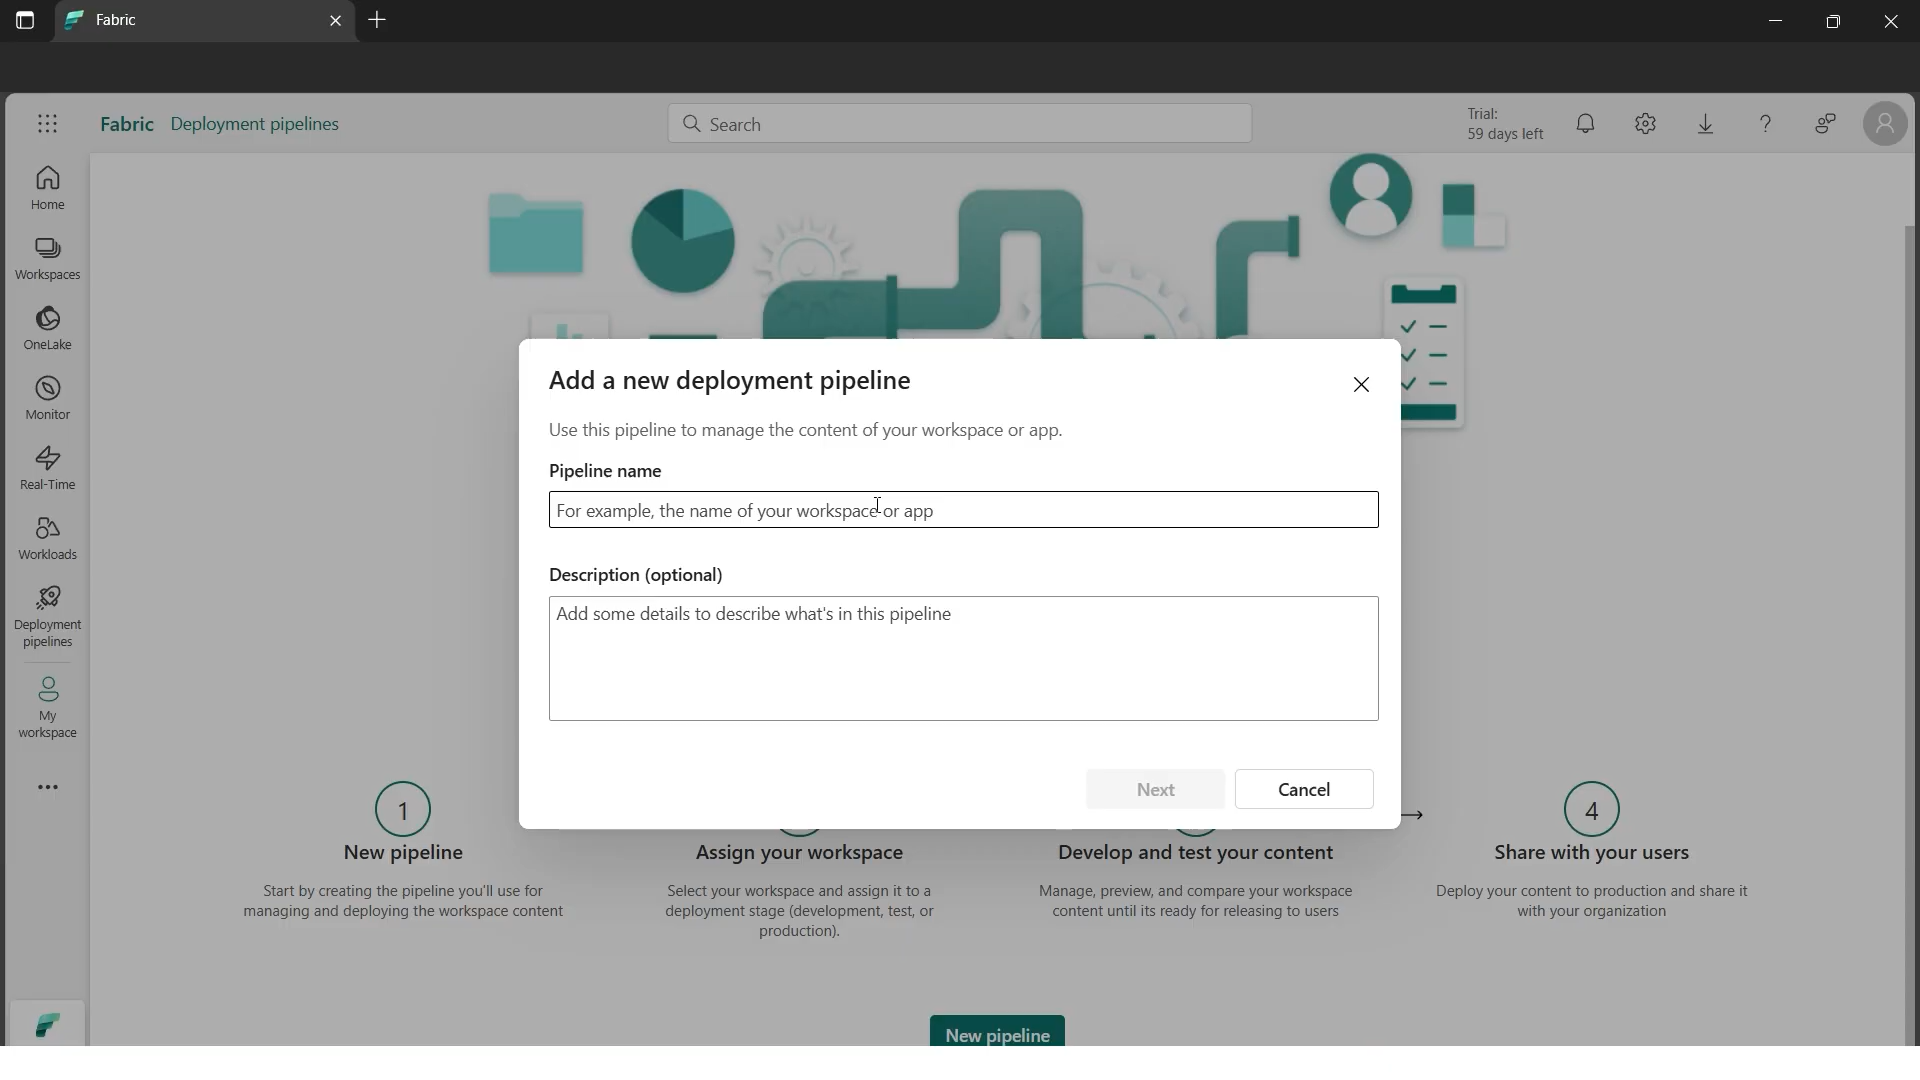 Fabric
Fabric Deployment pipelines
Search
Trial:
59 days left
Home
Workspaces
OneLake
Monitor
Real-Time
Workloads
Deployment
pipelines
My
workspace
Add a new deployment pipeline
Use this pipeline to manage the content of your workspace or app.
Pipeline name
For example, the name of your workspace or app
Description (optional)
Add some details to describe what's in this pipeline
Next
Cancel
1
New pipeline
Start by creating the pipeline you'll use for
managing and deploying the workspace content
Assign your workspace
Select your workspace and assign it to a
deployment stage (development, test, or
production).
Develop and test your content
Manage, preview, and compare your workspace
content until its ready for releasing to users
4
Share with your users
Deploy your content to production and share it
with your organization
New pipeline